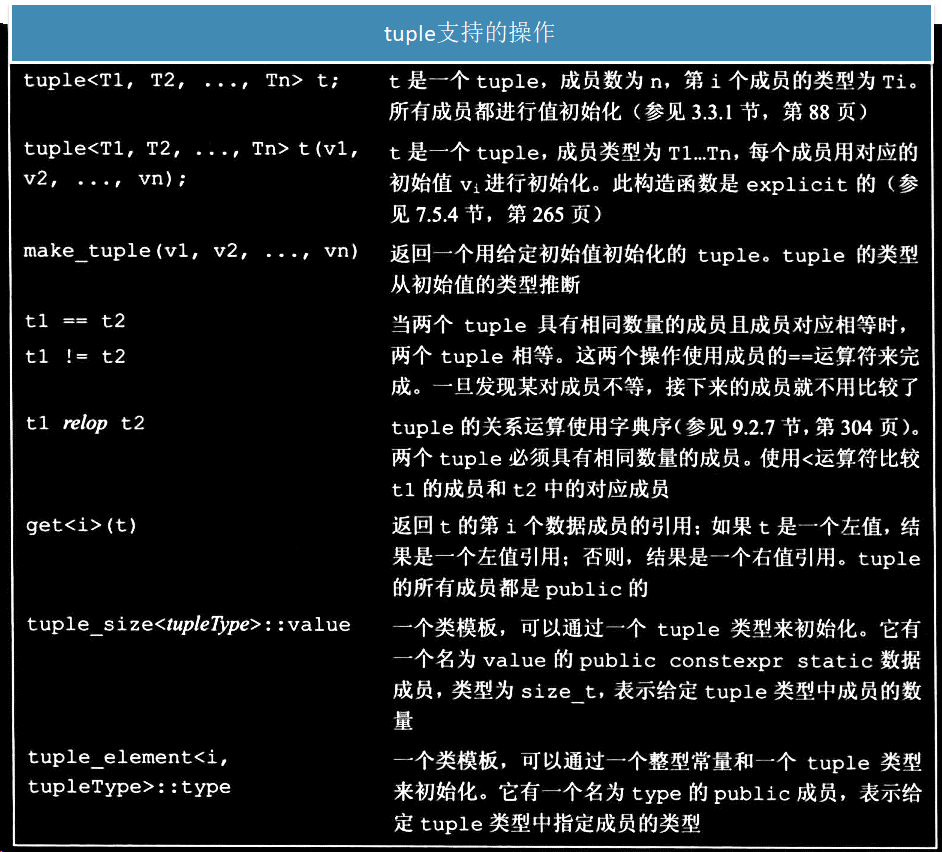 tuple支持的操作
tuple<T1, T2, ..., Tn> t;
t 是一个 tuple，成员数为 n，第 i 个成员的类型为 Ti。
所有成员都进行值初始化（参见 3.3.1 节，第 88 页）
tuple<T1, T2, ..., Tn> t(v1,
v2, ..., vn);
t 是一个 tuple，成员类型为 T1…Tn，每个成员用对应的
初始值 vi 进行初始化。此构造函数是 explicit 的（参
见 7.5.4 节，第 265 页）
make_tuple(v1, v2, ..., vn)
返回一个用给定初始值初始化的 tuple。tuple 的类型
从初始值的类型推断
t1 == t2
t1 != t2
当两个 tuple 具有相同数量的成员且成员对应相等时，
两个 tuple 相等。这两个操作使用成员的==运算符来完
成。一旦发现某对成员不等，接下来的成员就不用比较了
t1 relop t2
tuple 的关系运算使用字典序（参见 9.2.7 节，第 304 页）。
两个 tuple 必须具有相同数量的成员。使用<运算符比较
t1 的成员和 t2 中的对应成员
get<i>(t)
返回 t 的第 i 个数据成员的引用；如果 t 是一个左值，结
果是一个左值引用；否则，结果是一个右值引用。tuple
的所有成员都是 public 的
tuple_size<tupleType>::value
一个类模板，可以通过一个 tuple 类型来初始化。它有
一个名为 value 的 public constexpr static 数据
成员，类型为 size_t，表示给定 tuple 类型中成员的数
量
tuple_element<i,
tupleType>::type
一个类模板，可以通过一个整型常量和一个 tuple 类型
来初始化。它有一个名为 type 的 public 成员，表示给
定 tuple 类型中指定成员的类型